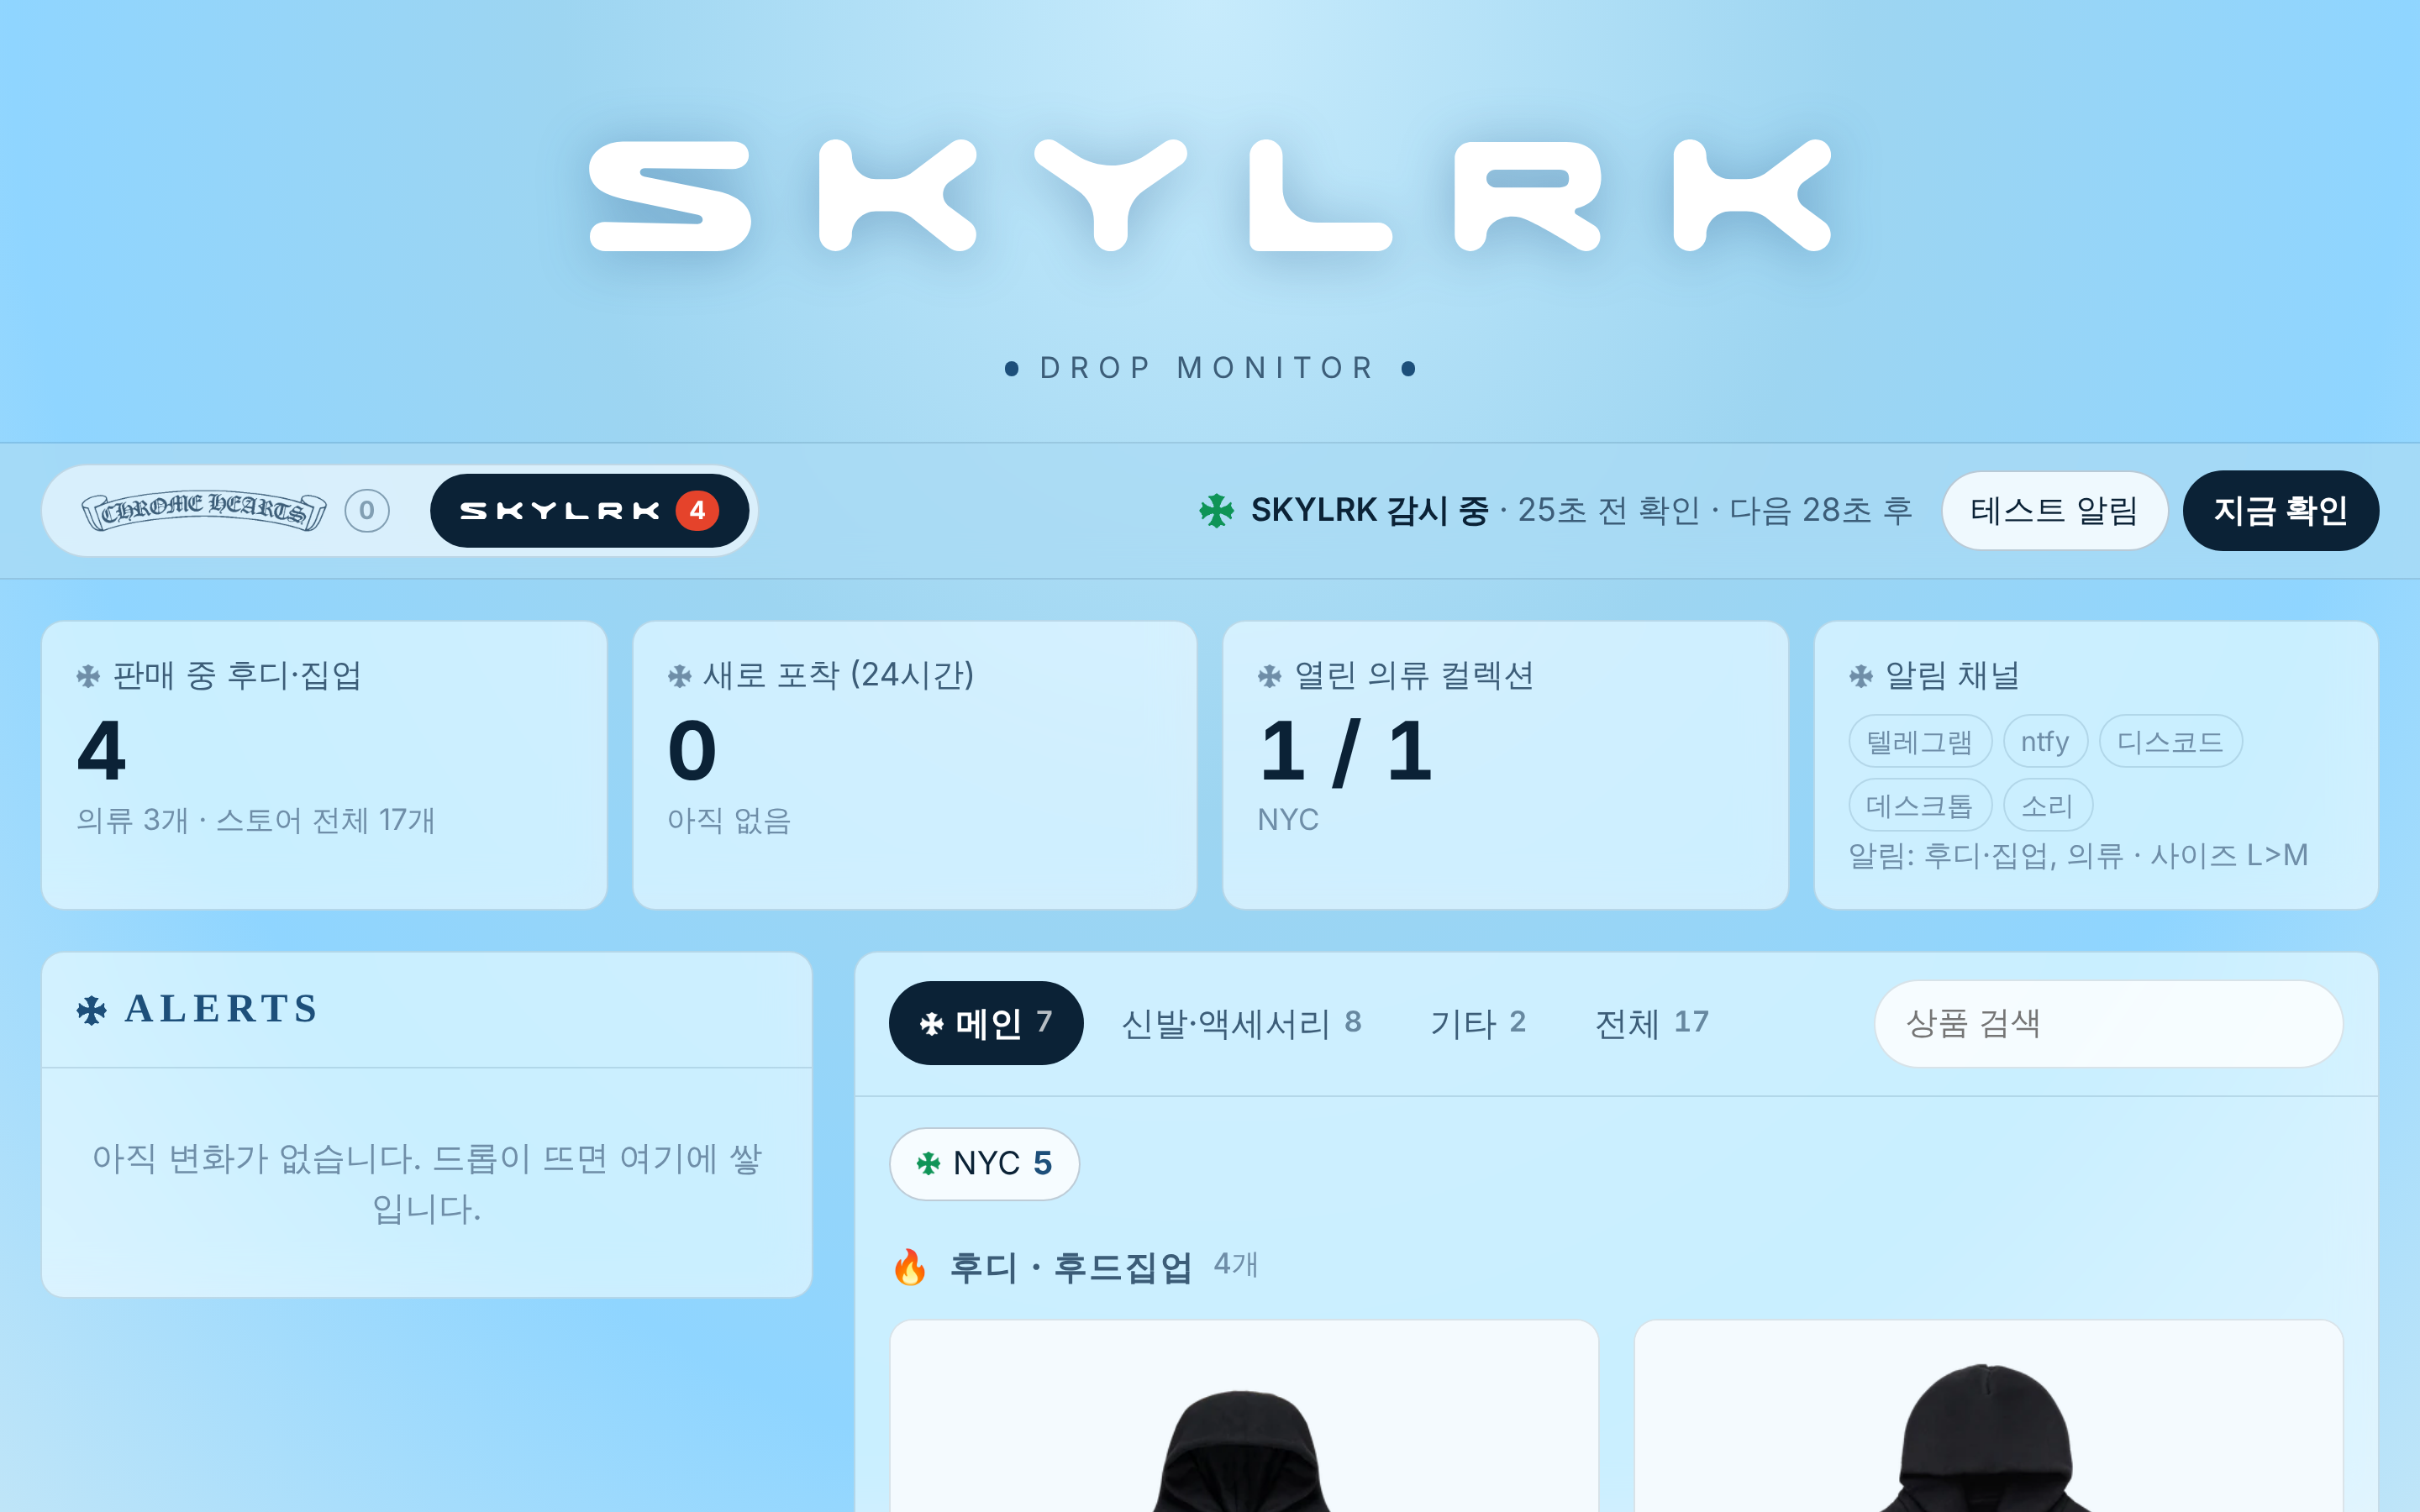 SKYLRK
DROP MONITOR
CHROME HEARTS 0
SKYLRK 4
SKYLRK 감시 중 · 25초 전 확인 · 다음 28초 후
테스트 알림
지금 확인
판매 중 후디·집업
4
의류 3개 · 스토어 전체 17개
새로 포착 (24시간)
0
아직 없음
열린 의류 컬렉션
1 / 1
NYC
알림 채널
텔레그램 ntfy 디스코드
데스크톱 소리
알림: 후디·집업, 의류 · 사이즈 L>M
ALERTS
아직 변화가 없습니다. 드롭이 뜨면 여기에 쌓
입니다.
메인 7 신발·액세서리 8 기타 2 전체 17
상품 검색
NYC 5
🔥 후디 · 후드집업 4개